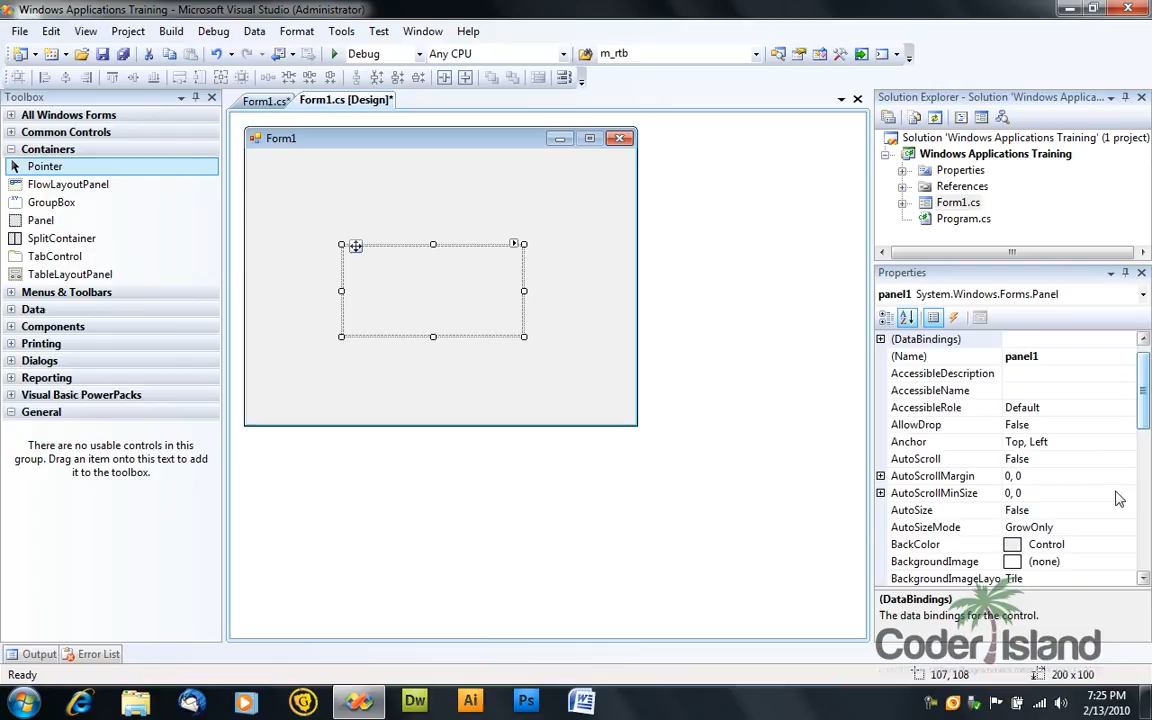 Windows Applications Training - Microsoft Visual Studio (Administrator)
File Edit View Project Build Debug Data Format Tools Test Window Help
Debug Any CPU m_rtb
Toolbox
All Windows Forms
Common Controls
Containers
Pointer
FlowLayoutPanel
GroupBox
Panel
SplitContainer
TabControl
TableLayoutPanel
Menus & Toolbars
Data
Components
Printing
Dialogs
Reporting
Visual Basic PowerPacks
General
There are no usable controls in this
group. Drag an item onto this text to add
it to the toolbox.
Form1.cs* Form1.cs [Design]*
Form1
Solution Explorer - Solution 'Windows Applica...
Solution 'Windows Applications Training' (1 project)
Windows Applications Training
Properties
References
Form1.cs
Program.cs
Properties
panel1 System.Windows.Forms.Panel
(DataBindings)
(Name) panel1
AccessibleDescription
AccessibleName
AccessibleRole Default
AllowDrop False
Anchor Top, Left
AutoScroll False
AutoScrollMargin 0, 0
AutoScrollMinSize 0, 0
AutoSize False
AutoSizeMode GrowOnly
BackColor Control
BackgroundImage (none)
BackgroundImageLayo Tile
(DataBindings)
The data bindings for the control.
Coder Island
Output Error List
Ready 107, 108 200 x 100
Dw Ai Ps
7:25 PM
2/13/2010